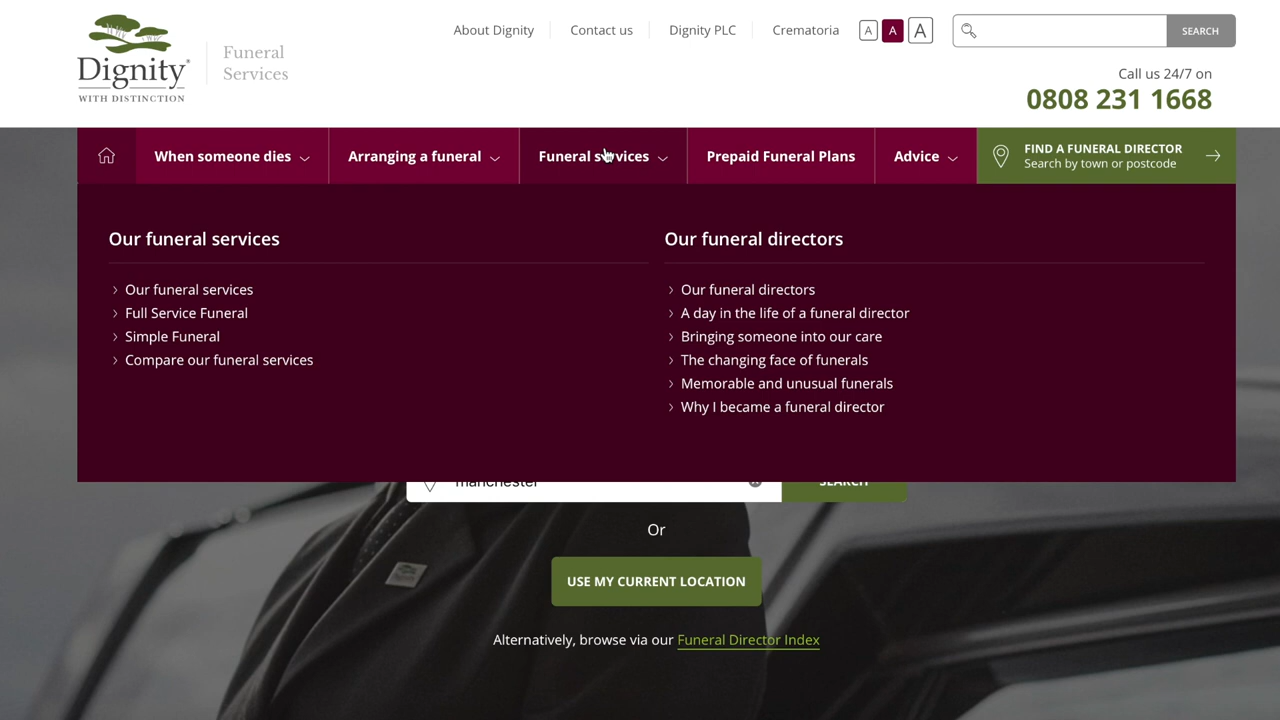 About Dignity
Contact us
Dignity PLC
Crematoria
A
A
A
SEARCH
Dignity
WITH DISTINCTION
Funeral
Services
Call us 24/7 on
0808 231 1668
When someone dies
Arranging a funeral
Funeral services
Prepaid Funeral Plans
Advice
FIND A FUNERAL DIRECTOR
Search by town or postcode
Our funeral services
Our funeral services
Full Service Funeral
Simple Funeral
Compare our funeral services
Our funeral directors
Our funeral directors
A day in the life of a funeral director
Bringing someone into our care
The changing face of funerals
Memorable and unusual funerals
Why I became a funeral director
manchester
SEARCH
Or
USE MY CURRENT LOCATION
Alternatively, browse via our Funeral Director Index